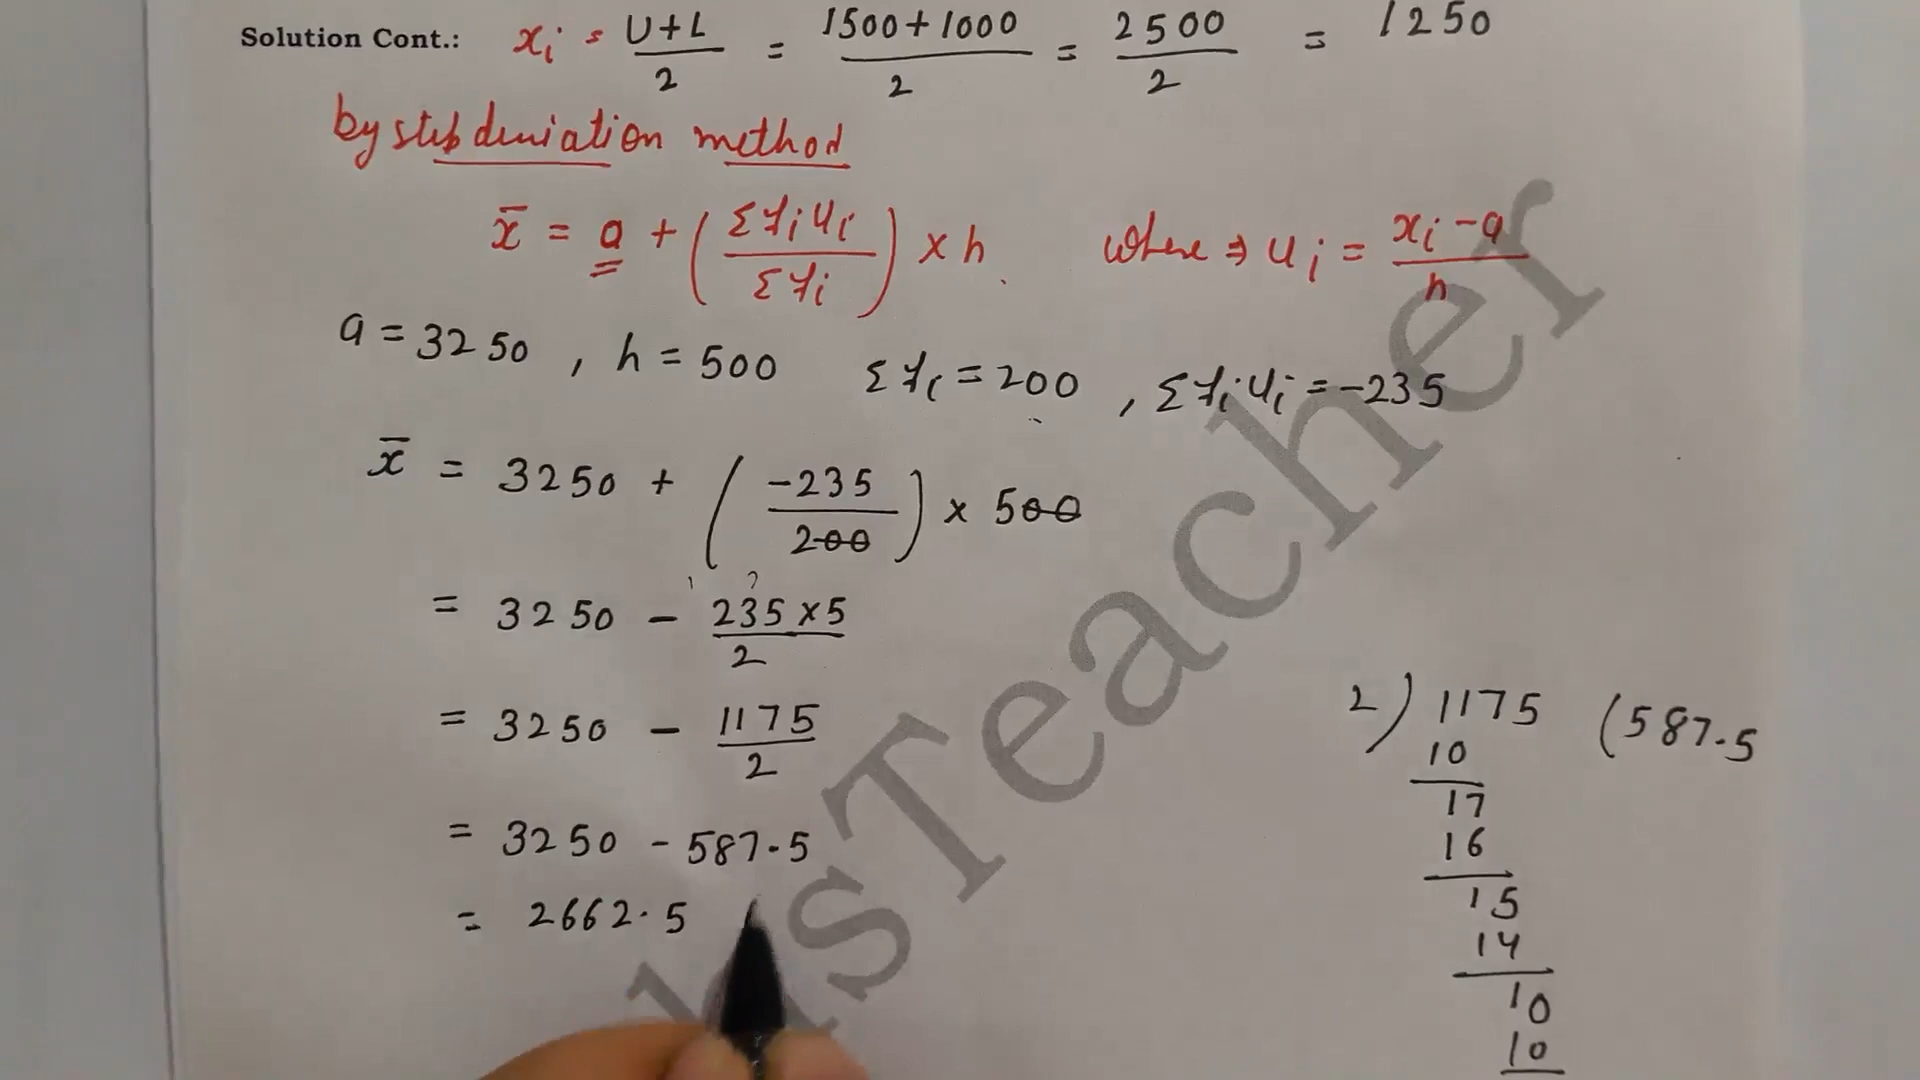 Solution Cont.: xᵢ = U+L/2 = 1500+1000/2 = 2500/2 = 1250
by step deviation method
x̄ = a + (Σfᵢuᵢ/Σfᵢ) × h. where ⇒ uᵢ = xᵢ-a/h
a = 3250 , h = 500 Σfᵢ = 200 , Σfᵢuᵢ = -235
x̄ = 3250 + (-235/200) × 500
= 3250 - 235×5/2
= 3250 - 1175/2
= 3250 - 587.5
= 2662.5
2) 1175 (587.5
10
17
16
15
14
10
10
Teacher